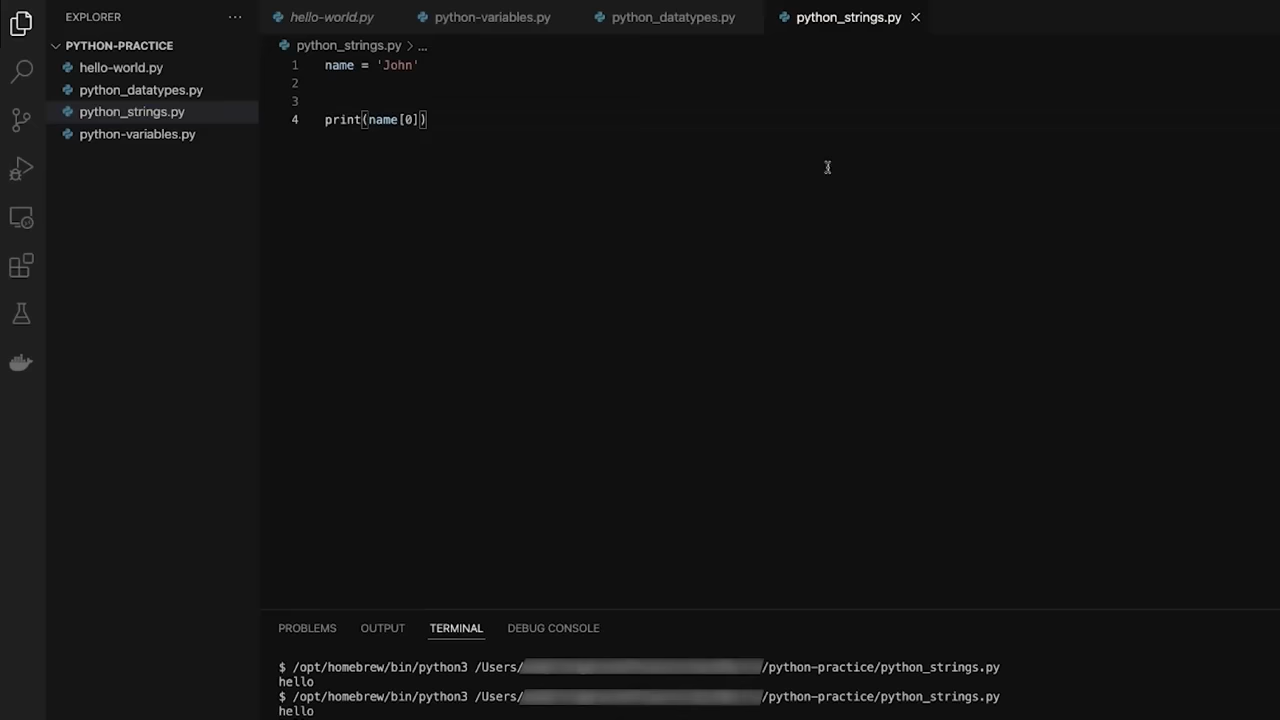 EXPLORER ...
PYTHON-PRACTICE
hello-world.py
python_datatypes.py
python_strings.py
python-variables.py
hello-world.py python-variables.py python_datatypes.py python_strings.py ×
python_strings.py > ...
1 name = 'John'
2
3
4 print(name[0])
PROBLEMS OUTPUT TERMINAL DEBUG CONSOLE
$ /opt/homebrew/bin/python3 /Users/ /python-practice/python_strings.py
hello
$ /opt/homebrew/bin/python3 /Users/ /python-practice/python_strings.py
hello